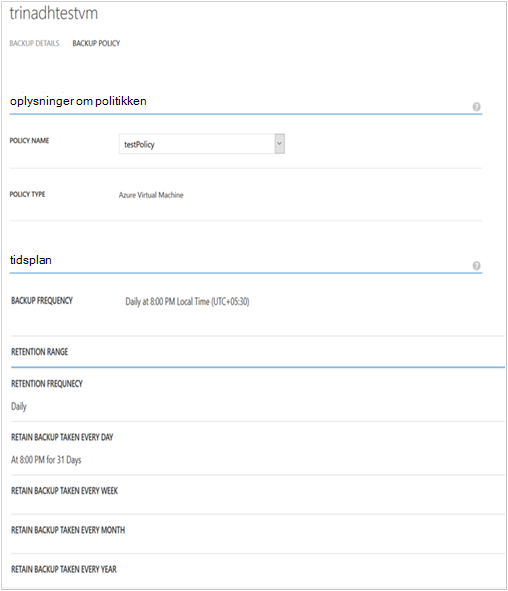 trinadhtestvm
BACKUP DETAILS BACKUP POLICY
oplysninger om politikken
?
POLICY NAME testPolicy
POLICY TYPE Azure Virtual Machine
tidsplan
?
BACKUP FREQUENCY Daily at 8:00 PM Local Time (UTC+05:30)
RETENTION RANGE
RETENTION FREQUNECY
Daily
RETAIN BACKUP TAKEN EVERY DAY
At 8:00 PM for 31 Days
RETAIN BACKUP TAKEN EVERY WEEK
RETAIN BACKUP TAKEN EVERY MONTH
RETAIN BACKUP TAKEN EVERY YEAR